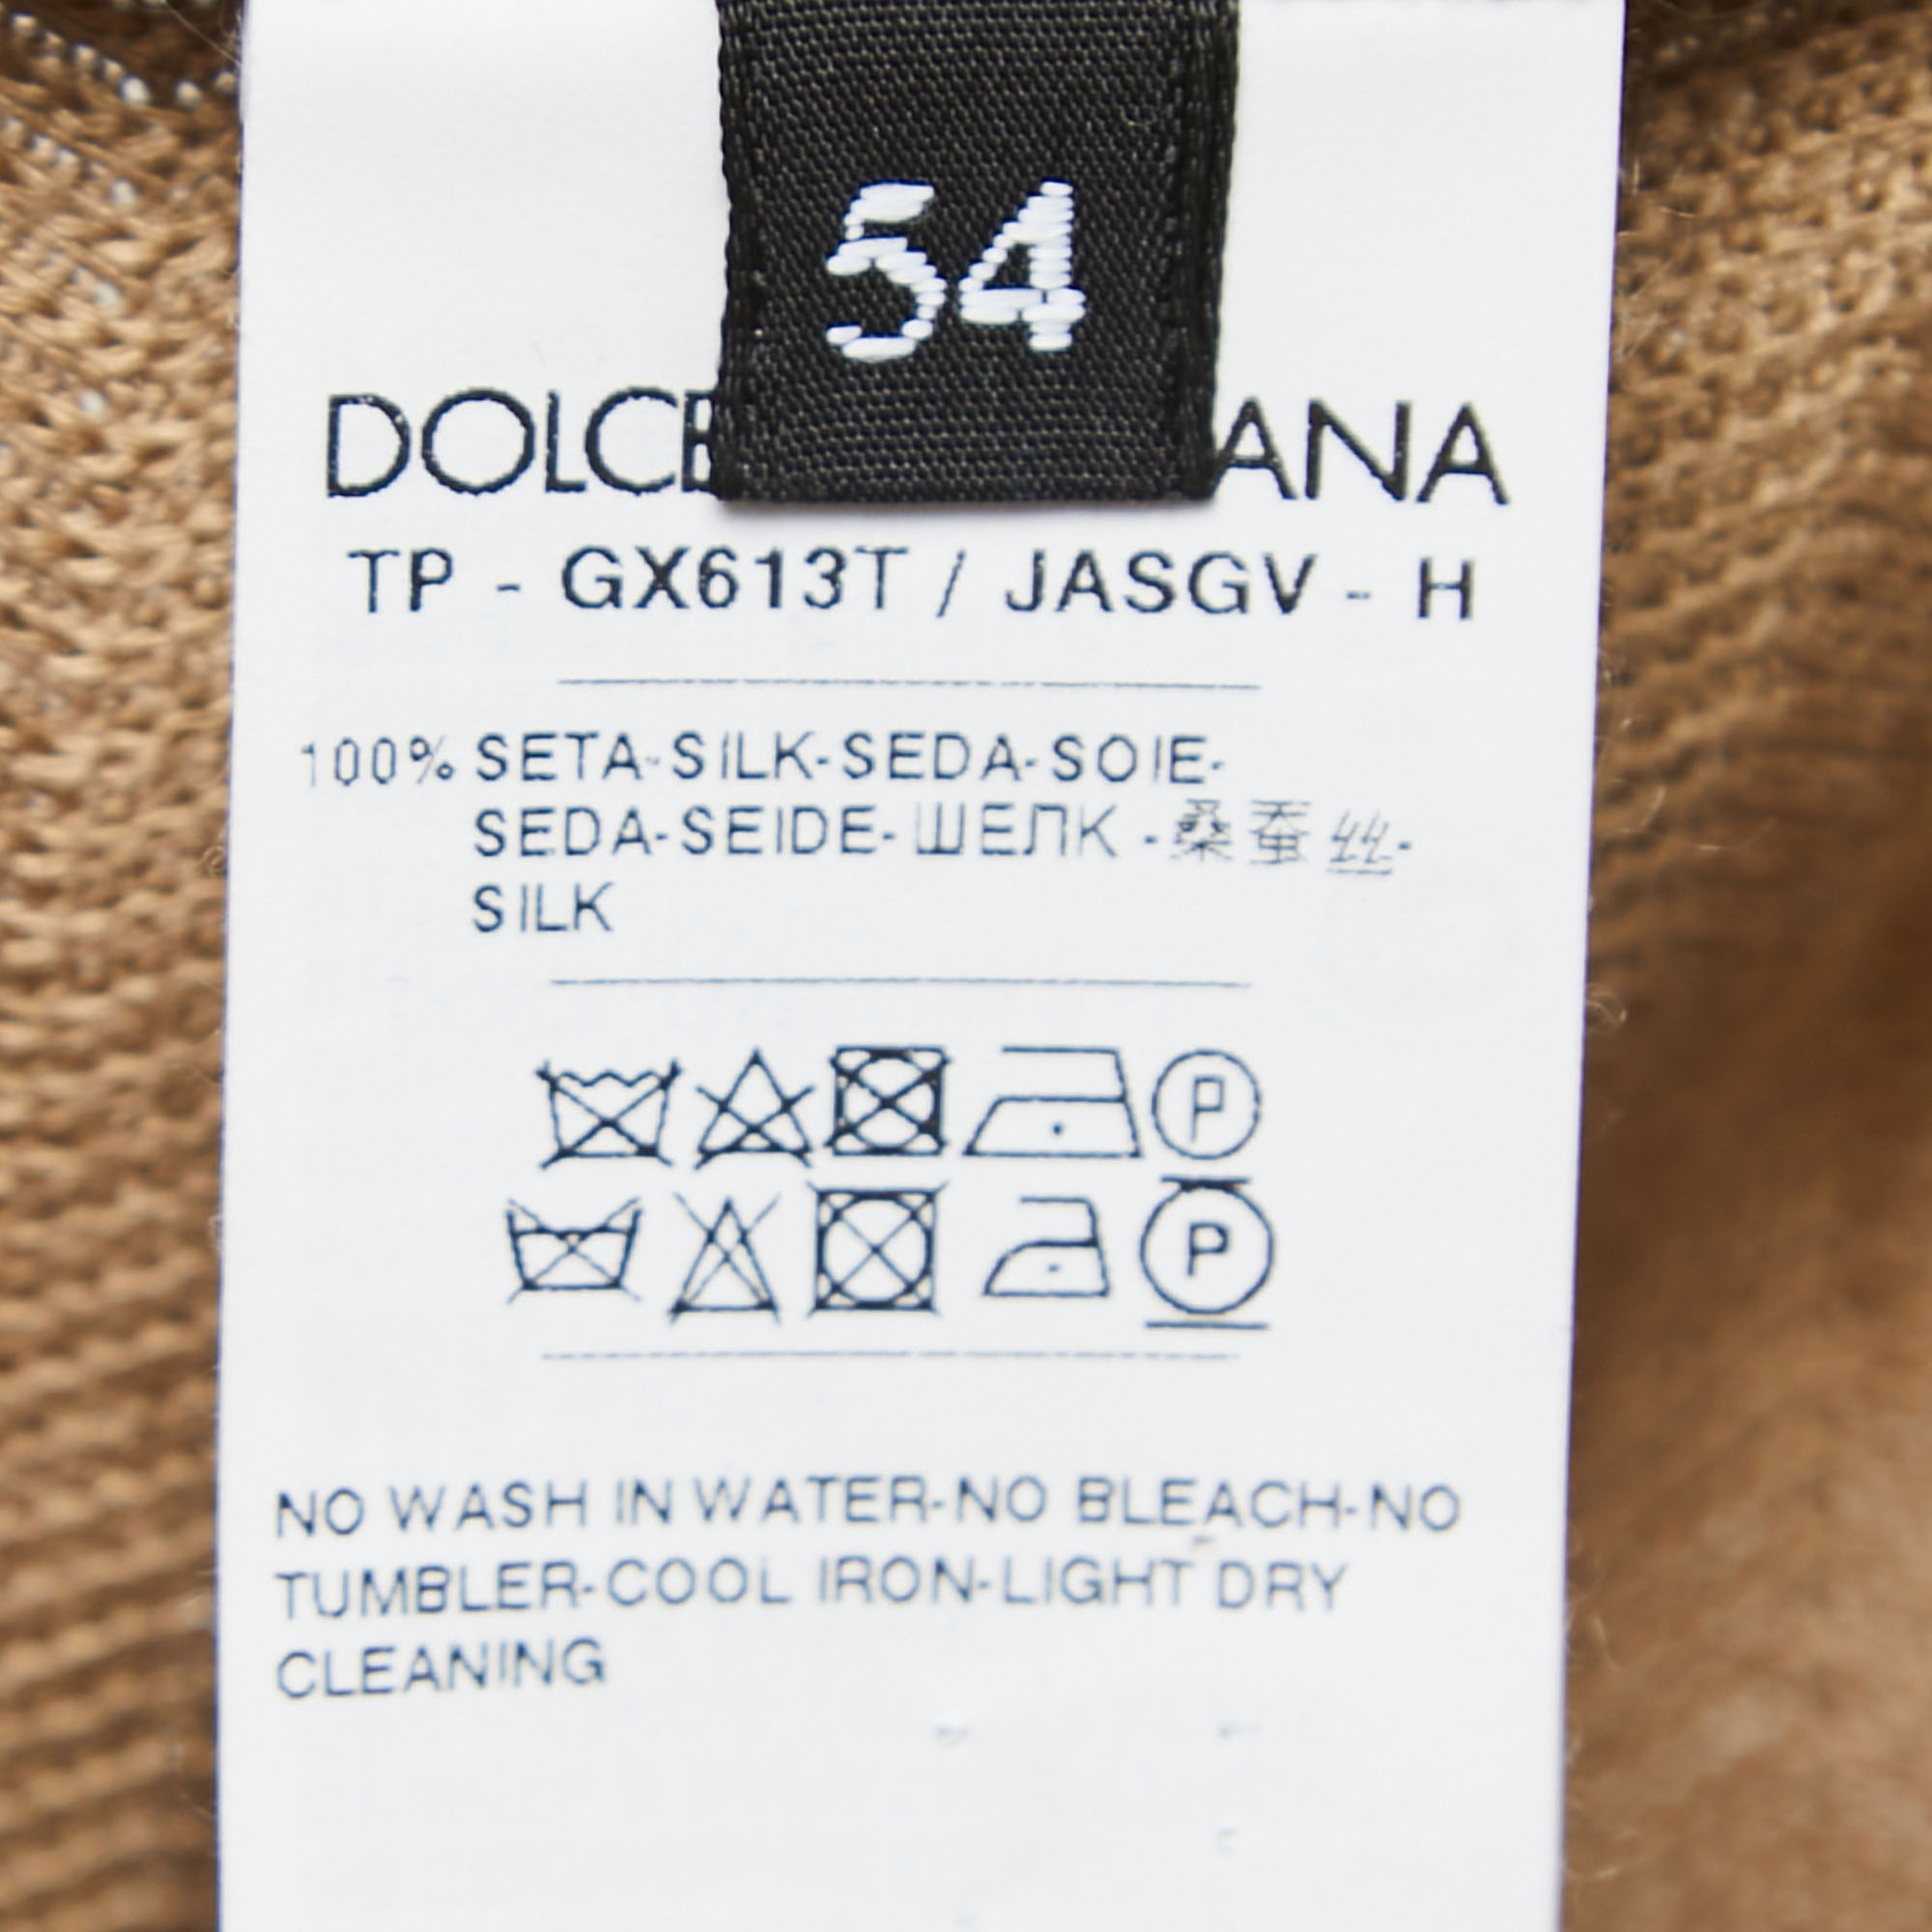 54
DOLCE ANA
TP - GX613T / JASGV - H
100% SETA-SILK-SEDA-SOIE-
SEDA-SEIDE-ШЕЛК-桑蚕丝-
SILK
P
P
NO WASH IN WATER-NO BLEACH-NO
TUMBLER-COOL IRON-LIGHT DRY
CLEANING